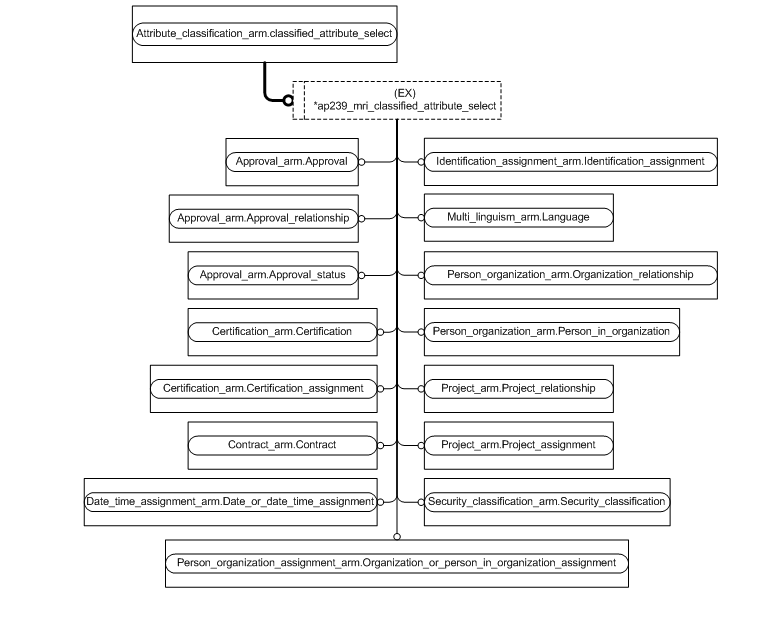 Attribute_classification_arm.classified_attribute_select
(EX)
*ap239_mri_classified_attribute_select
Approval_arm.Approval
Identification_assignment_arm.Identification_assignment
Approval_arm.Approval_relationship
Multi_linguism_arm.Language
Approval_arm.Approval_status
Person_organization_arm.Organization_relationship
Certification_arm.Certification
Person_organization_arm.Person_in_organization
Certification_arm.Certification_assignment
Project_arm.Project_relationship
Contract_arm.Contract
Project_arm.Project_assignment
Date_time_assignment_arm.Date_or_date_time_assignment
Security_classification_arm.Security_classification
Person_organization_assignment_arm.Organization_or_person_in_organization_assignment